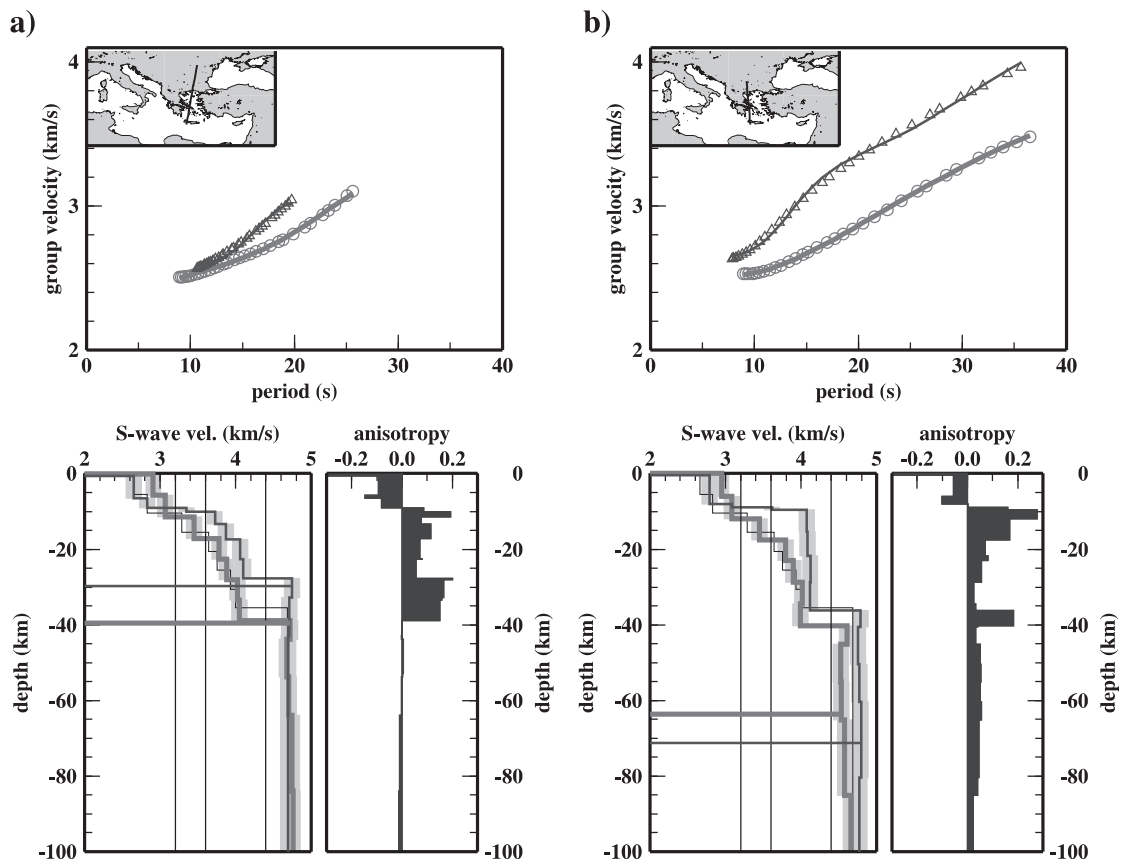 a)
b)
4
3
2
group velocity (km/s)
0 10 20 30 40
period (s)
4
3
2
group velocity (km/s)
0 10 20 30 40
period (s)
S-wave vel. (km/s)
2 3 4 5
anisotropy
-0.2 0.0 0.2
0
-20
-40
-60
-80
-100
depth (km)
0
-20
-40
-60
-80
-100
depth (km)
S-wave vel. (km/s)
2 3 4 5
anisotropy
-0.2 0.0 0.2
0
-20
-40
-60
-80
-100
depth (km)
0
-20
-40
-60
-80
-100
depth (km)